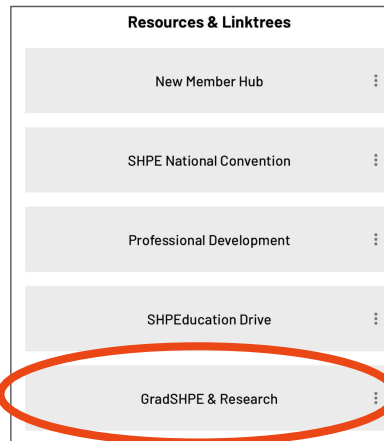 Resources & Linktrees
New Member Hub
SHPE National Convention
Professional Development
SHPEducation Drive
GradSHPE & Research